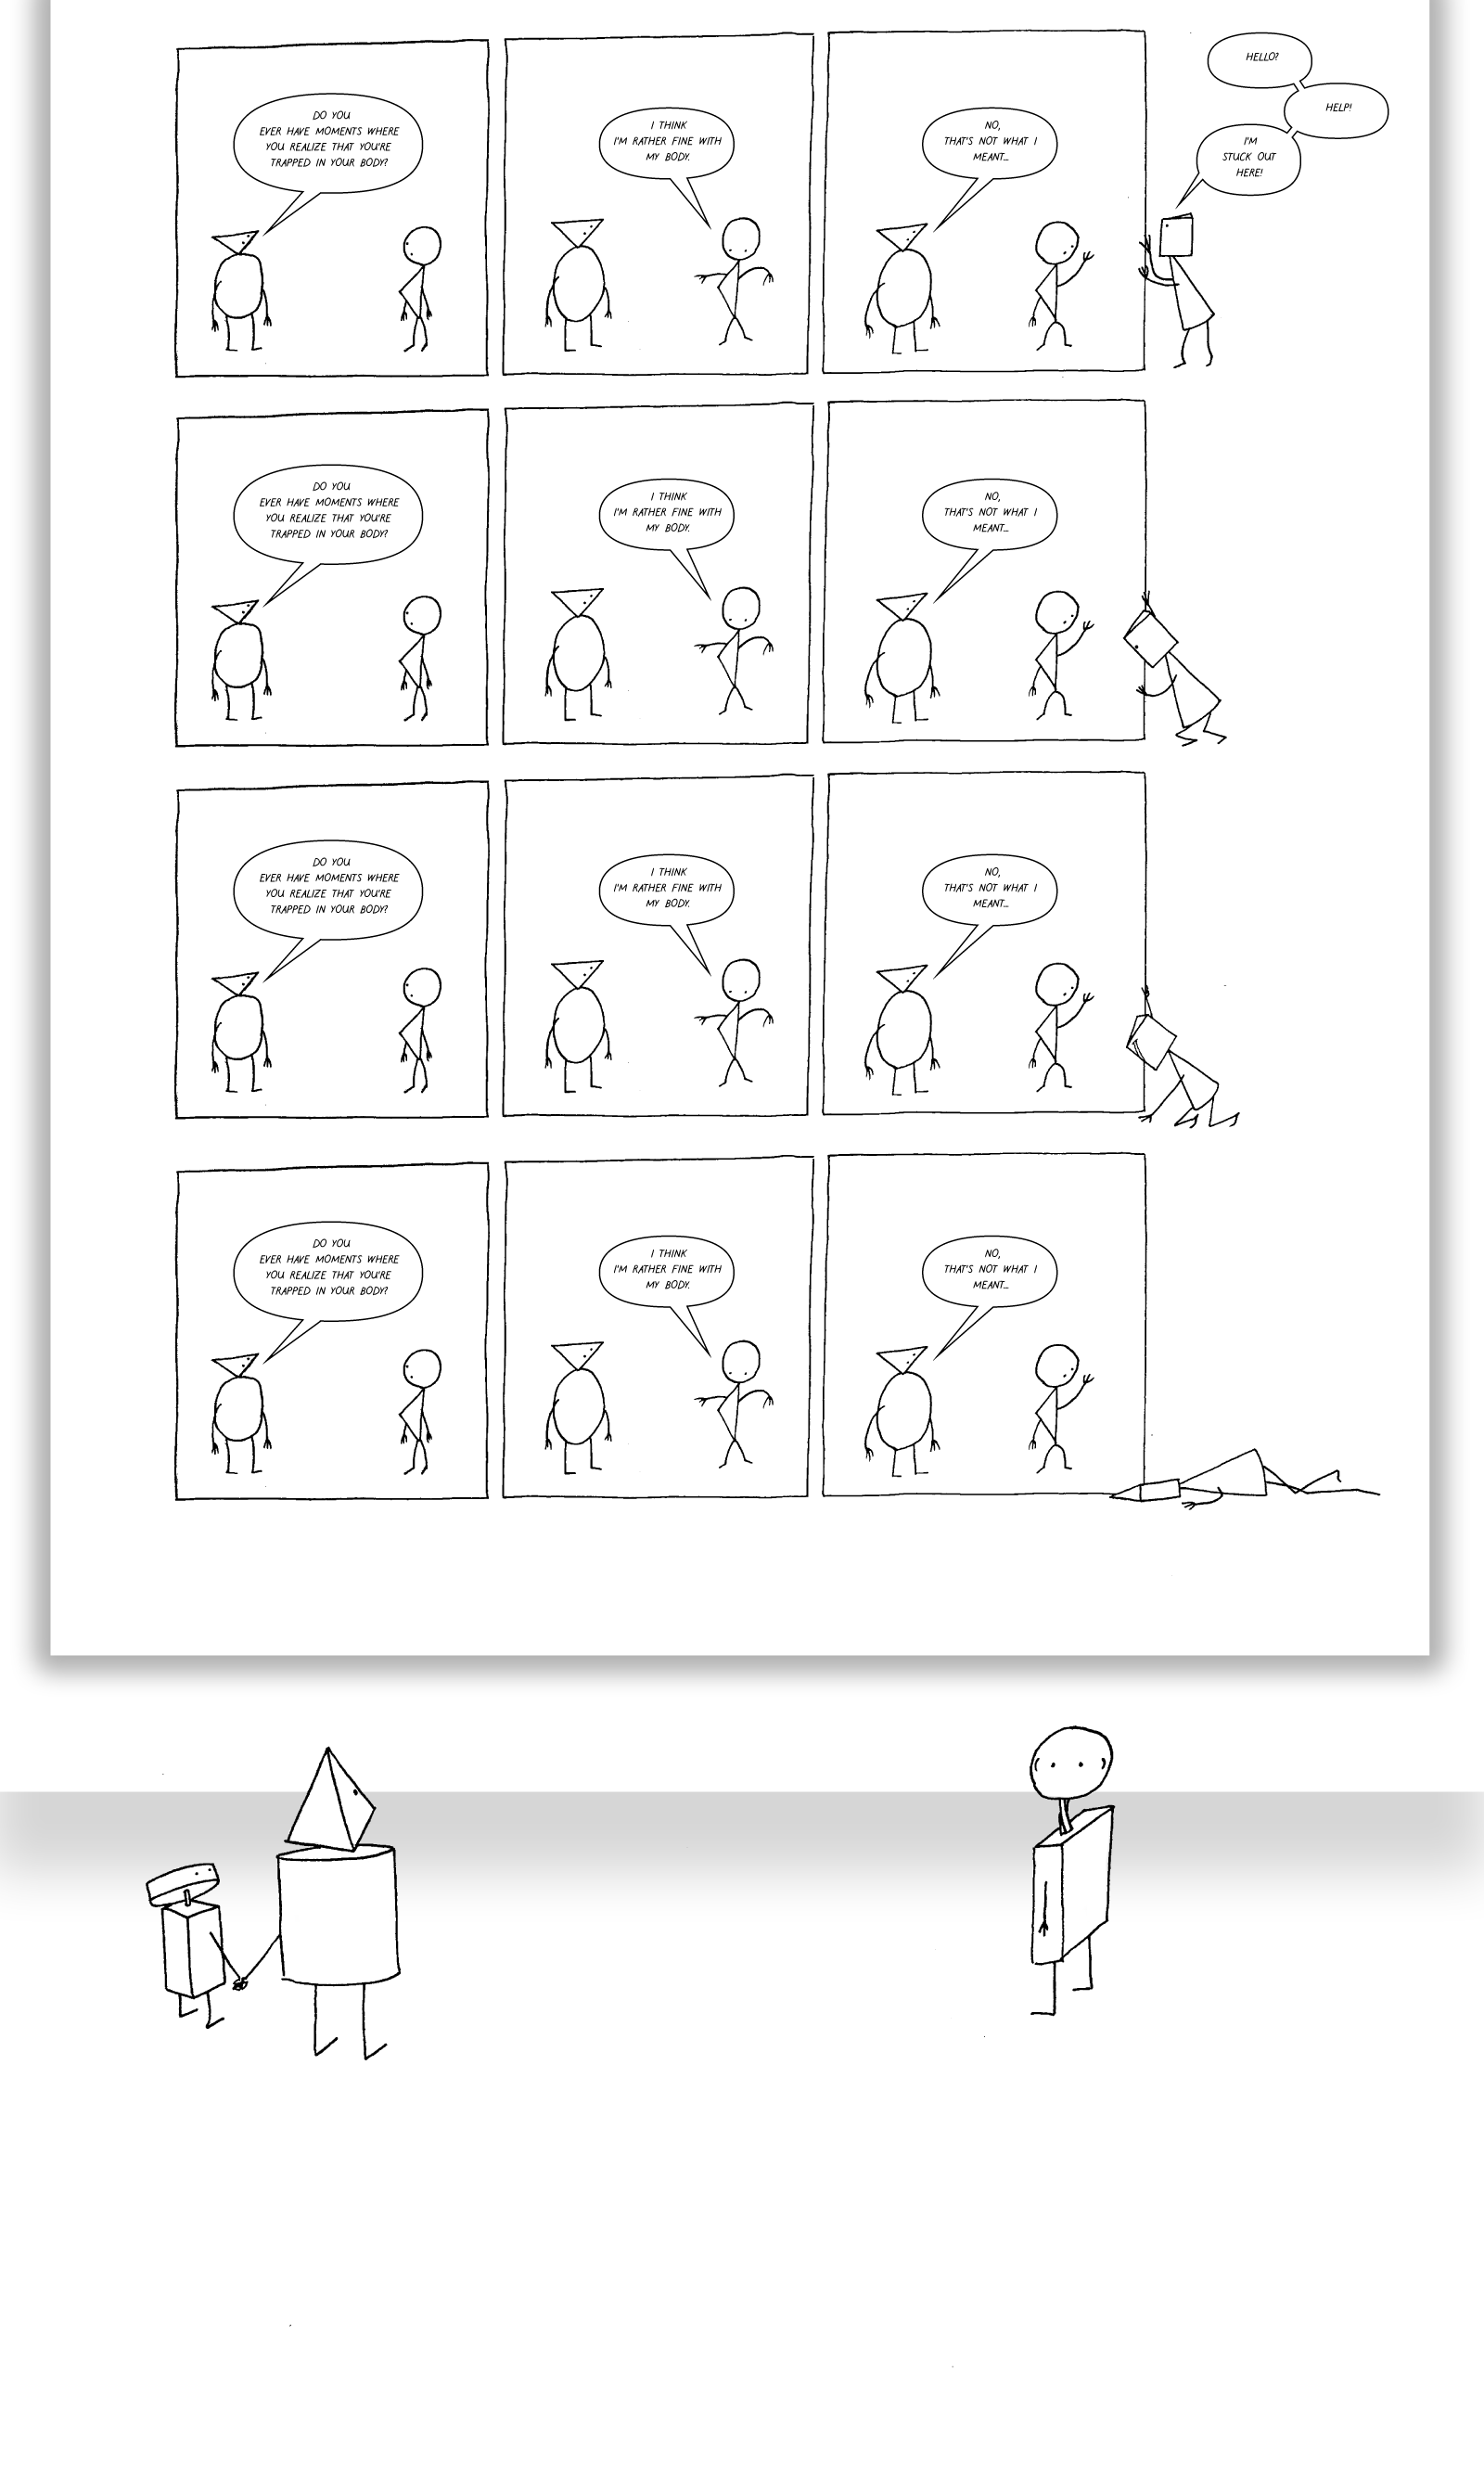 DO YOU
EVER HAVE MOMENTS WHERE
YOU REALIZE THAT YOU'RE
TRAPPED IN YOUR BODY?
I THINK
I'M RATHER FINE WITH
MY BODY.
NO,
THAT'S NOT WHAT I
MEANT...
HELLO?
HELP!
I'M
STUCK OUT
HERE!
DO YOU
EVER HAVE MOMENTS WHERE
YOU REALIZE THAT YOU'RE
TRAPPED IN YOUR BODY?
I THINK
I'M RATHER FINE WITH
MY BODY.
NO,
THAT'S NOT WHAT I
MEANT...
DO YOU
EVER HAVE MOMENTS WHERE
YOU REALIZE THAT YOU'RE
TRAPPED IN YOUR BODY?
I THINK
I'M RATHER FINE WITH
MY BODY.
NO,
THAT'S NOT WHAT I
MEANT...
DO YOU
EVER HAVE MOMENTS WHERE
YOU REALIZE THAT YOU'RE
TRAPPED IN YOUR BODY?
I THINK
I'M RATHER FINE WITH
MY BODY.
NO,
THAT'S NOT WHAT I
MEANT...